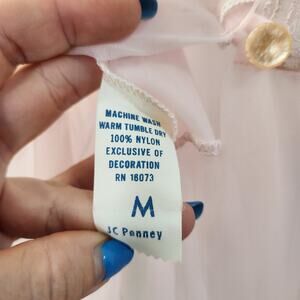 MACHINE WASH
WARM TUMBLE DRY
100% NYLON
EXCLUSIVE OF
DECORATION
RN 16073
M
JC Penney